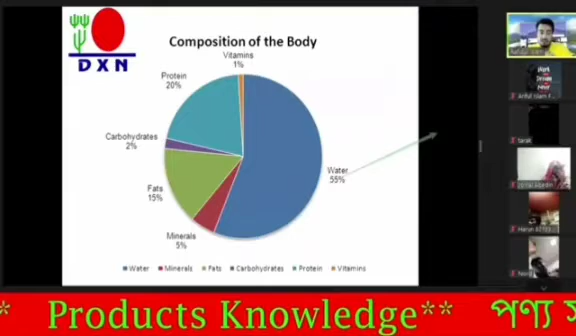 DXN
Composition of the Body
Vitamins
1%
Protein
20%
Carbohydrates
2%
Fats
15%
Minerals
5%
Water
55%
Water Minerals Fats Carbohydrates Protein Vitamins
* Products Knowledge** পণ্য স